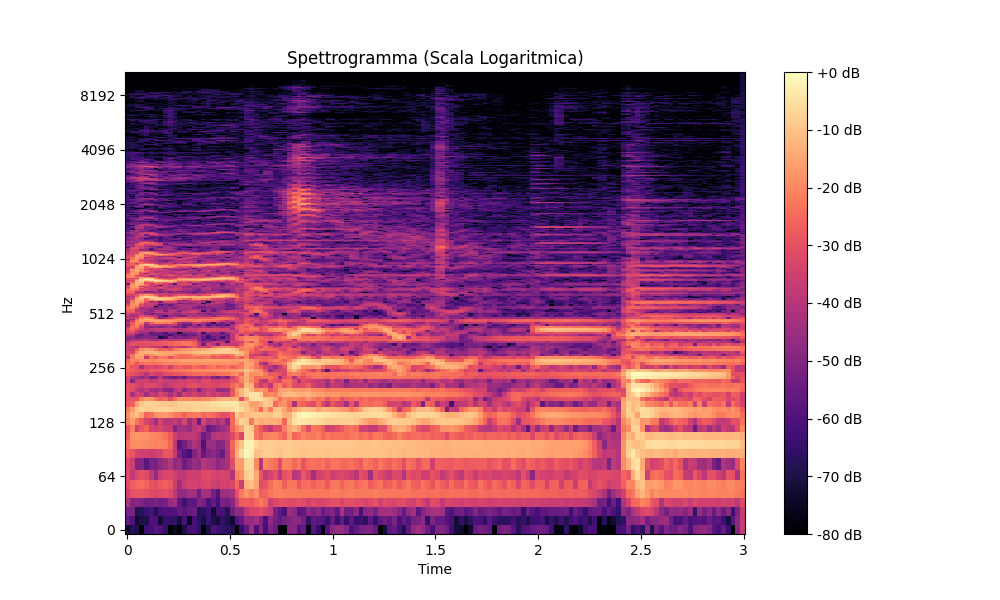 Spettrogramma (Scala Logaritmica)
8192
4096
2048
1024
512
256
128
64
0
Hz
0
0.5
1
1.5
2
2.5
3
Time
+0 dB
-10 dB
-20 dB
-30 dB
-40 dB
-50 dB
-60 dB
-70 dB
-80 dB